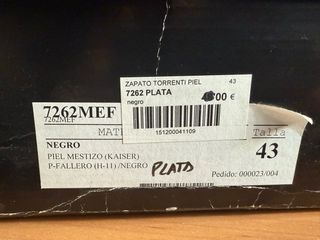 ZAPATO TORRENTI PIEL 43
7262 PLATA
negro 00 €
151200041109
7262MEF
7262MEF
MAT
Talla
NEGRO
PIEL MESTIZO (KAISER)
P-FALLERO (H-11) /NEGRO
PLATA
43
Pedido: 000023/004